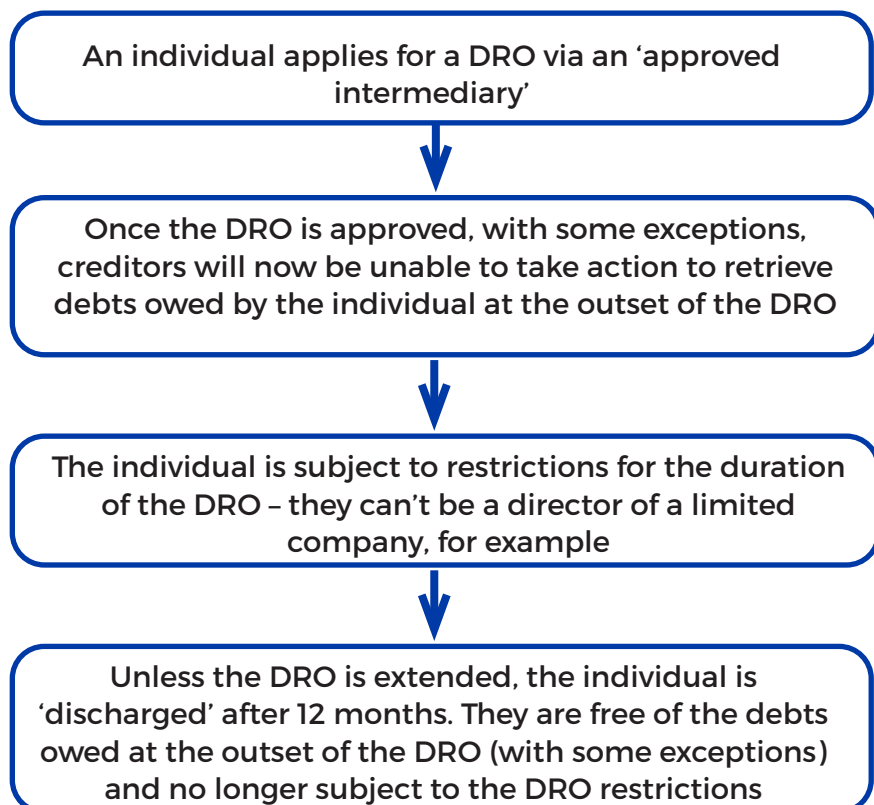 An individual applies for a DRO via an ‘approved
intermediary’
Once the DRO is approved, with some exceptions,
creditors will now be unable to take action to retrieve
debts owed by the individual at the outset of the DRO
The individual is subject to restrictions for the duration
of the DRO – they can’t be a director of a limited
company, for example
Unless the DRO is extended, the individual is
‘discharged’ after 12 months. They are free of the debts
owed at the outset of the DRO (with some exceptions)
and no longer subject to the DRO restrictions